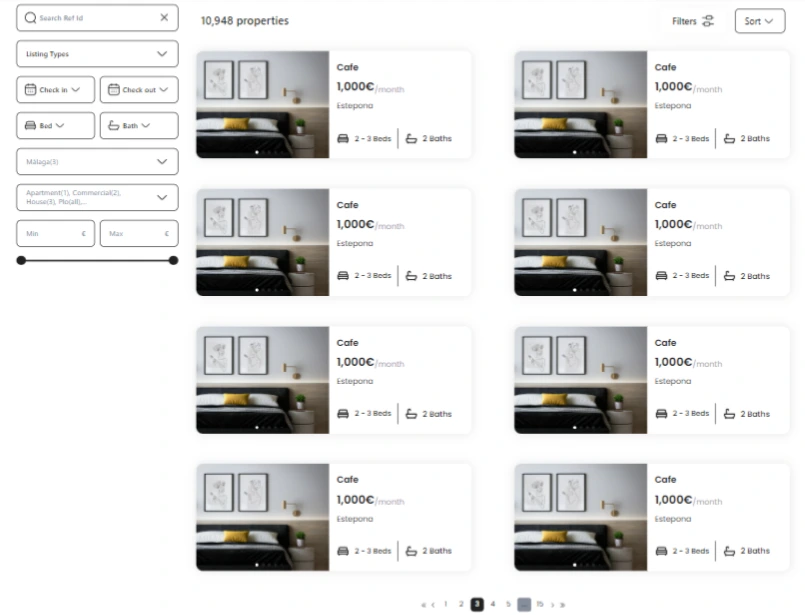 Search Ref Id
10,948 properties
Filters
Sort
Listing Types
Check in
Check out
Bed
Bath
Málaga(3)
Apartment(1), Commercial(2),
House(3), Plo(all),...
Min €
Max €
Cafe
1,000€/month
Estepona
2 - 3 Beds
2 Baths
Cafe
1,000€/month
Estepona
2 - 3 Beds
2 Baths
Cafe
1,000€/month
Estepona
2 - 3 Beds
2 Baths
Cafe
1,000€/month
Estepona
2 - 3 Beds
2 Baths
Cafe
1,000€/month
Estepona
2 - 3 Beds
2 Baths
Cafe
1,000€/month
Estepona
2 - 3 Beds
2 Baths
Cafe
1,000€/month
Estepona
2 - 3 Beds
2 Baths
Cafe
1,000€/month
Estepona
2 - 3 Beds
2 Baths
« ‹ 1 2 3 4 5 ... 15 › »